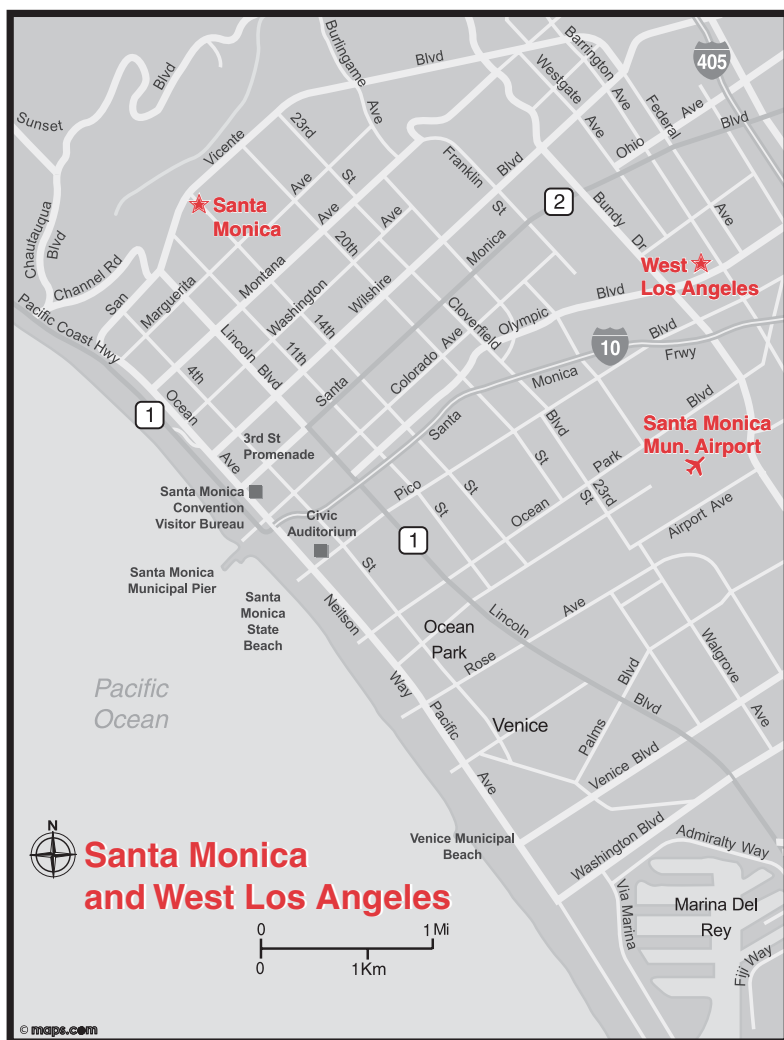 Sunset
Blvd
Burlingame
Ave
Blvd
Westgate
Ave
Barrington
Ave
Federal
Ave
Ohio
Ave
Blvd
405
Vicente
23rd
St
Ave
Ave
Ave
Franklin
St
Blvd
2
Bundy
Dr
Santa
Monica
Chautauqua
Blvd
Channel Rd
San
Marguerita
Montana
20th
Washington
Wilshire
Monica
West
Los Angeles
Pacific Coast Hwy
14th
11th
Lincoln Blvd
Cloverfield
Olympic
Blvd
Colorado Ave
10
Blvd
Frwy
4th
Santa
Monica
Blvd
1
Ocean
Ave
Santa
Blvd
St
Park
23rd
St
Santa Monica
Mun. Airport
3rd St
Promenade
Santa Monica
Convention
Visitor Bureau
Civic
Auditorium
Pico
St
St
Ocean
Airport Ave
1
St
Santa Monica
Municipal Pier
Santa
Monica
State
Beach
Neilson
Way
Ocean
Park
Lincoln
Blvd
Rose
Ave
Walgrove
Ave
Pacific
Ocean
Pacific
Ave
Venice
Palms
Blvd
Venice Blvd
Venice Municipal
Beach
Washington Blvd
Admiralty Way
Via Marina
Marina Del
Rey
Fiji Way
N
Santa Monica
and West Los Angeles
0
1 Mi
0
1Km
© maps.com